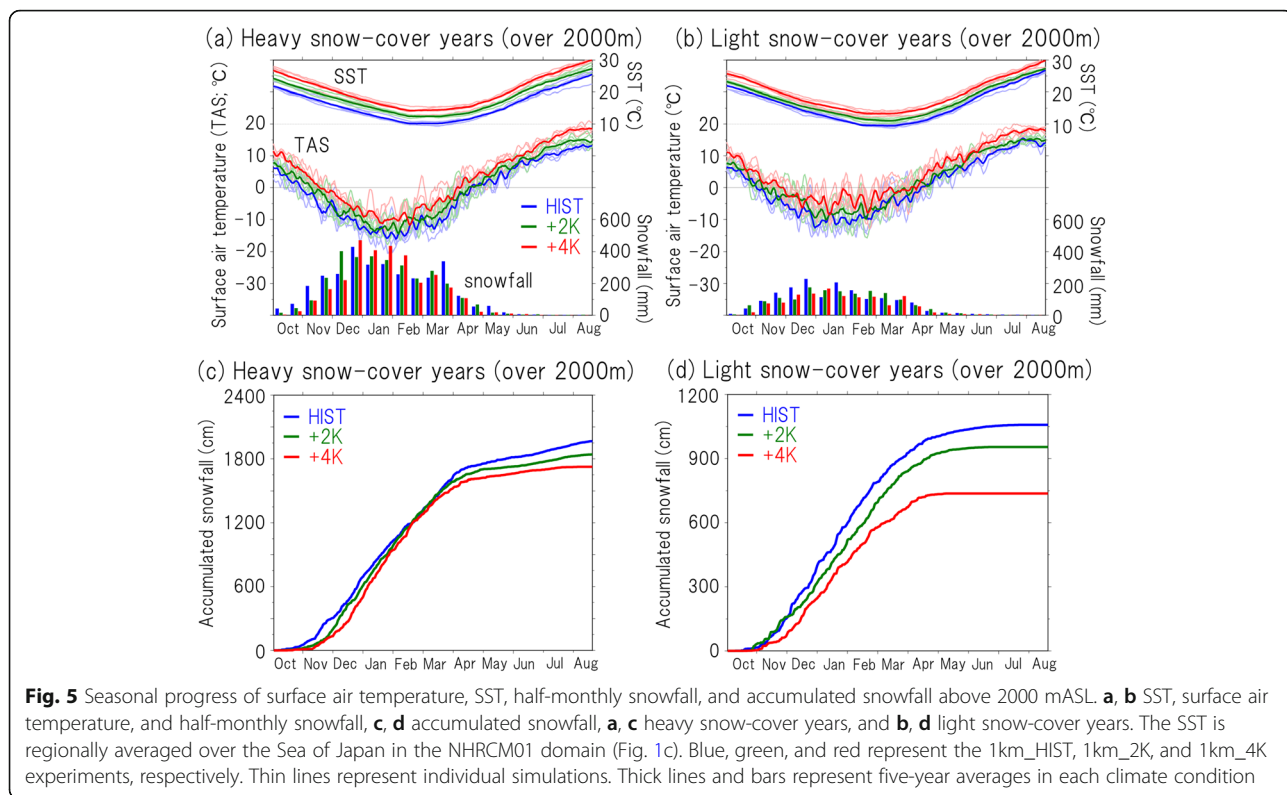 (a) Heavy snow-cover years (over 2000m)
(b) Light snow-cover years (over 2000m)
Surface air temperature (TAS; °C)
20
10
0
-10
-20
-30
SST
TAS
HIST
+2K
+4K
snowfall
30
20
10
SST (°C)
600
400
200
0
Snowfall (mm)
Oct Nov Dec Jan Feb Mar Apr May Jun Jul Aug
Surface air temperature (°C)
20
10
0
-10
-20
-30
30
20
10
SST (°C)
600
400
200
0
Snowfall (mm)
Oct Nov Dec Jan Feb Mar Apr May Jun Jul Aug
(c) Heavy snow-cover years (over 2000m)
(d) Light snow-cover years (over 2000m)
Accumulated snowfall (cm)
2400
1800
1200
600
0
HIST
+2K
+4K
Oct Nov Dec Jan Feb Mar Apr May Jun Jul Aug
Accumulated snowfall (cm)
1200
900
600
300
0
HIST
+2K
+4K
Oct Nov Dec Jan Feb Mar Apr May Jun Jul Aug
Fig. 5 Seasonal progress of surface air temperature, SST, half-monthly snowfall, and accumulated snowfall above 2000 mASL. a, b SST, surface air
temperature, and half-monthly snowfall, c, d accumulated snowfall, a, c heavy snow-cover years, and b, d light snow-cover years. The SST is
regionally averaged over the Sea of Japan in the NHRCM01 domain (Fig. 1c). Blue, green, and red represent the 1km_HIST, 1km_2K, and 1km_4K
experiments, respectively. Thin lines represent individual simulations. Thick lines and bars represent five-year averages in each climate condition